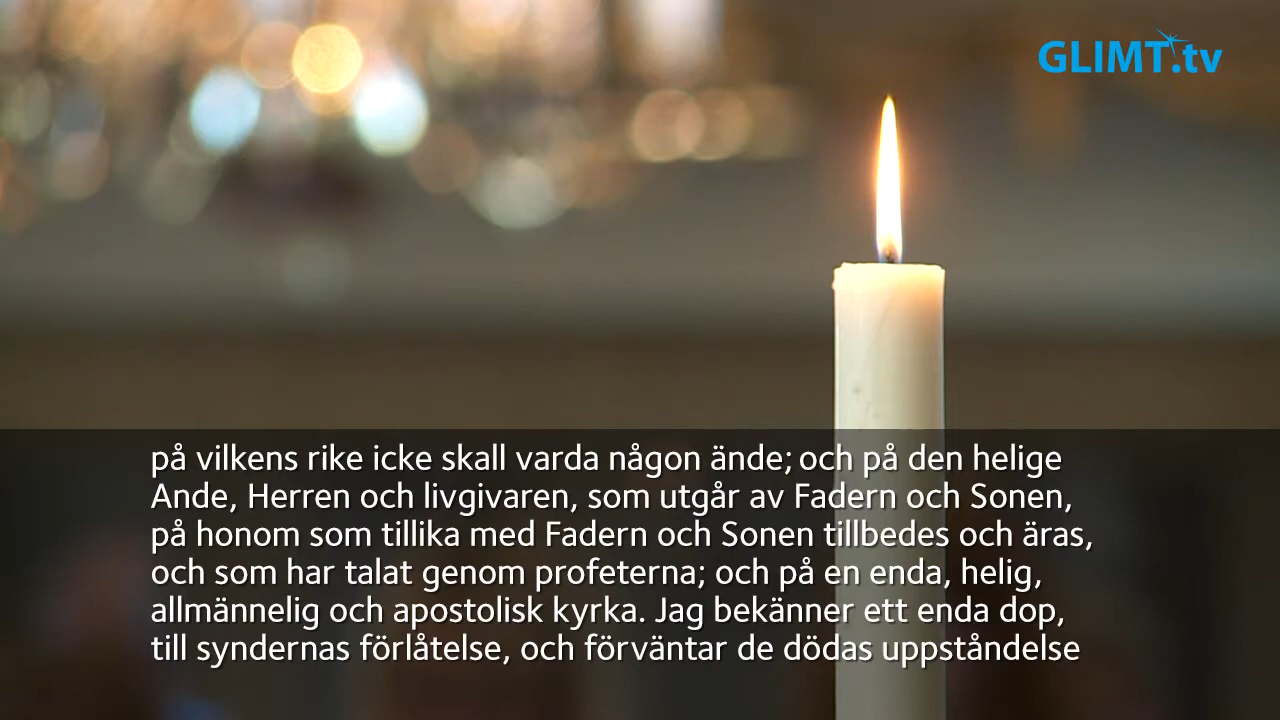 GLIMT.tv
på vilkens rike icke skall varda någon ände; och på den helige
Ande, Herren och livgivaren, som utgår av Fadern och Sonen,
på honom som tillika med Fadern och Sonen tillbedes och äras,
och som har talat genom profeterna; och på en enda, helig,
allmännelig och apostolisk kyrka. Jag bekänner ett enda dop,
till syndernas förlåtelse, och förväntar de dödas uppståndelse